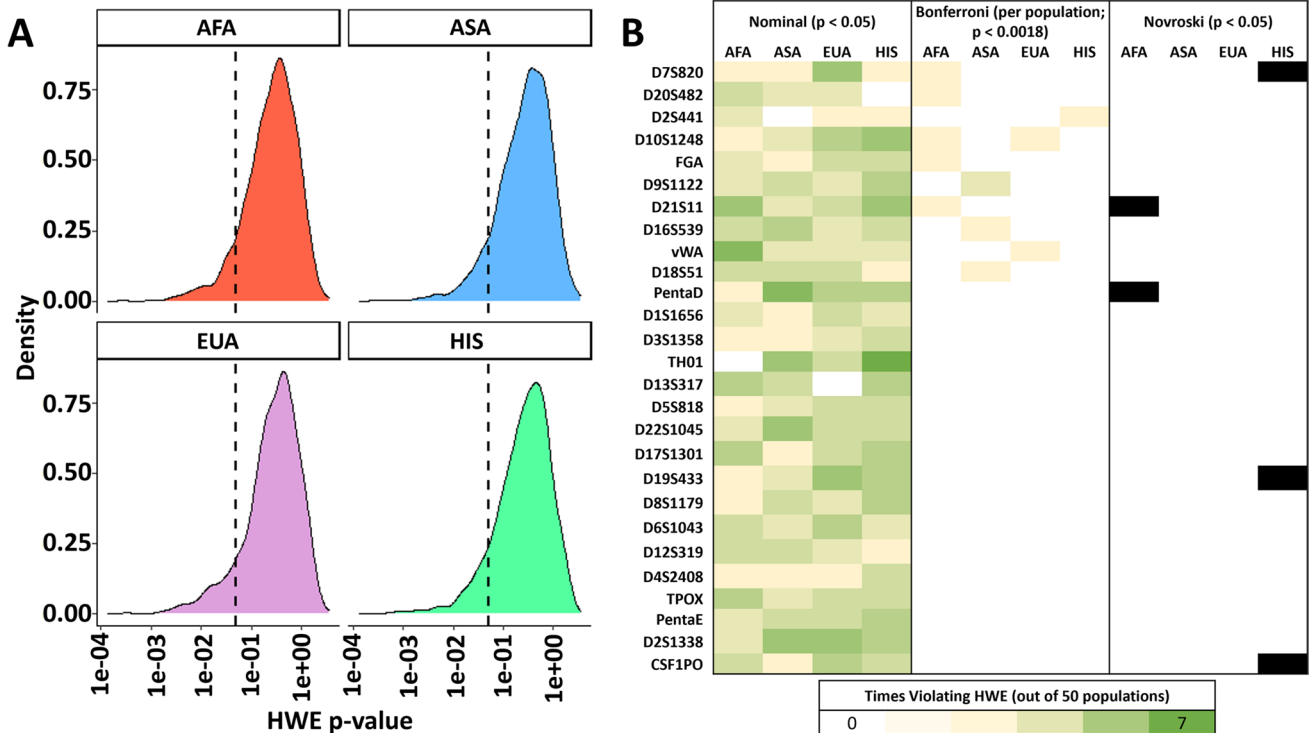 A
AFA
ASA
0.75
0.50
0.25
0.00
EUA
HIS
0.75
0.50
0.25
0.00
Density
1e-04
1e-03
1e-02
1e-01
1e+00
1e-04
1e-03
1e-02
1e-01
1e+00
HWE p-value
B
Nominal (p < 0.05)
Bonferroni (per population;
p < 0.0018)
Novroski (p < 0.05)
AFA ASA EUA HIS AFA ASA EUA HIS AFA ASA EUA HIS
D7S820
D20S482
D2S441
D10S1248
FGA
D9S1122
D21S11
D16S539
vWA
D18S51
PentaD
D1S1656
D3S1358
TH01
D13S317
D5S818
D22S1045
D17S1301
D19S433
D8S1179
D6S1043
D12S319
D4S2408
TPOX
PentaE
D2S1338
CSF1PO
Times Violating HWE (out of 50 populations)
0 7